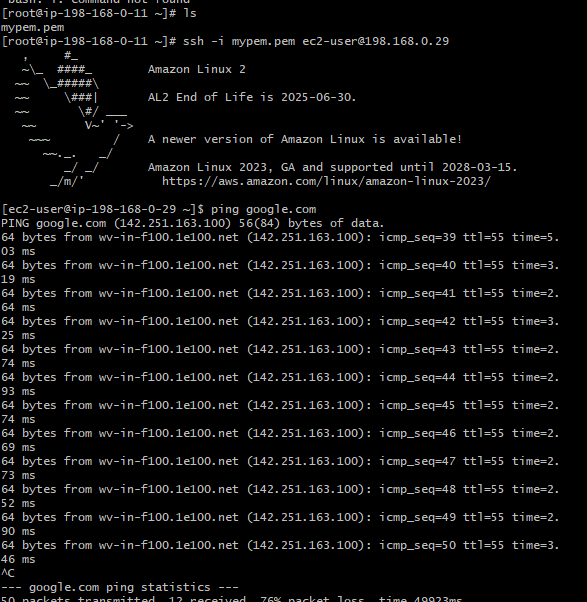 bash: i: command not found
[root@ip-198-168-0-11 ~]# ls
mypem.pem
[root@ip-198-168-0-11 ~]# ssh -i mypem.pem ec2-user@198.168.0.29
   ,     #_
   ~\_  ####_        Amazon Linux 2
  ~~  \_#####\
  ~~     \###|       AL2 End of Life is 2025-06-30.
  ~~       \#/ ___
   ~~       V~' '->
    ~~~         /    A newer version of Amazon Linux is available!
      ~~._.   _/
         _/ _/       Amazon Linux 2023, GA and supported until 2028-03-15.
       _/m/'           https://aws.amazon.com/linux/amazon-linux-2023/
[ec2-user@ip-198-168-0-29 ~]$ ping google.com
PING google.com (142.251.163.100) 56(84) bytes of data.
64 bytes from wv-in-f100.1e100.net (142.251.163.100): icmp_seq=39 ttl=55 time=5.
03 ms
64 bytes from wv-in-f100.1e100.net (142.251.163.100): icmp_seq=40 ttl=55 time=3.
19 ms
64 bytes from wv-in-f100.1e100.net (142.251.163.100): icmp_seq=41 ttl=55 time=2.
64 ms
64 bytes from wv-in-f100.1e100.net (142.251.163.100): icmp_seq=42 ttl=55 time=3.
25 ms
64 bytes from wv-in-f100.1e100.net (142.251.163.100): icmp_seq=43 ttl=55 time=2.
74 ms
64 bytes from wv-in-f100.1e100.net (142.251.163.100): icmp_seq=44 ttl=55 time=2.
93 ms
64 bytes from wv-in-f100.1e100.net (142.251.163.100): icmp_seq=45 ttl=55 time=2.
74 ms
64 bytes from wv-in-f100.1e100.net (142.251.163.100): icmp_seq=46 ttl=55 time=2.
69 ms
64 bytes from wv-in-f100.1e100.net (142.251.163.100): icmp_seq=47 ttl=55 time=2.
73 ms
64 bytes from wv-in-f100.1e100.net (142.251.163.100): icmp_seq=48 ttl=55 time=2.
52 ms
64 bytes from wv-in-f100.1e100.net (142.251.163.100): icmp_seq=49 ttl=55 time=2.
90 ms
64 bytes from wv-in-f100.1e100.net (142.251.163.100): icmp_seq=50 ttl=55 time=3.
46 ms
^C
--- google.com ping statistics ---
50 packets transmitted, 12 received, 76% packet loss, time 49923ms